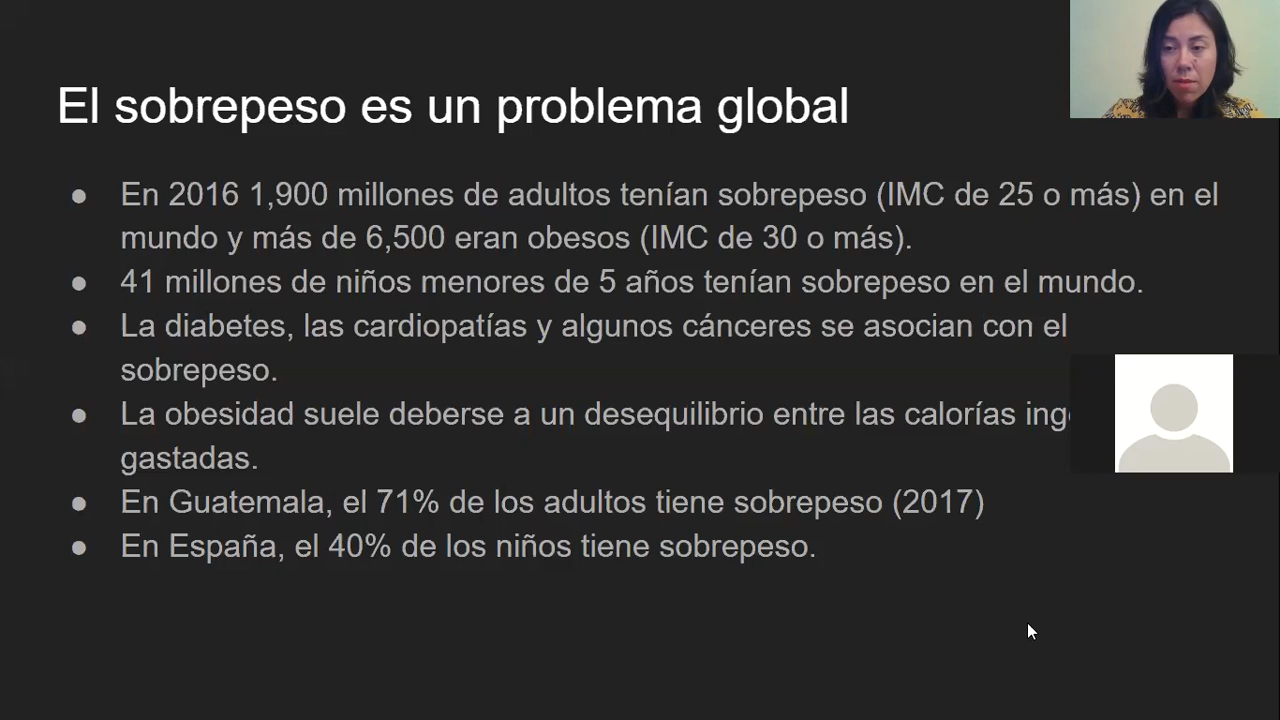 El sobrepeso es un problema global
● En 2016 1,900 millones de adultos tenían sobrepeso (IMC de 25 o más) en el
mundo y más de 6,500 eran obesos (IMC de 30 o más).
● 41 millones de niños menores de 5 años tenían sobrepeso en el mundo.
● La diabetes, las cardiopatías y algunos cánceres se asocian con el
sobrepeso.
● La obesidad suele deberse a un desequilibrio entre las calorías
gastadas.
● En Guatemala, el 71% de los adultos tiene sobrepeso (2017)
● En España, el 40% de los niños tiene sobrepeso.